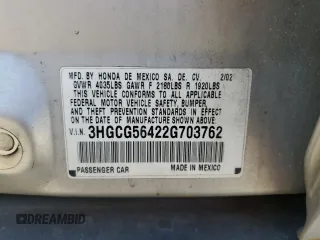 MFD BY HONDA DE MEXICO SA. DE. CV. 2/02
GVWR 4035LBS GAWR F 2160LBS R 1920LBS
THIS VEHICLE CONFORMS TO ALL APPLICABLE
FEDERAL MOTOR VEHICLE SAFETY, BUMPER,
AND THEFT PREVENTION STANDARDS IN EFFECT
ON THE DATE OF MANUFACTURE SHOWN ABOVE.
V.I.N. 3HGCG56422G703762
PASSENGER CAR MADE IN MEXICO
DREAMBID.COM